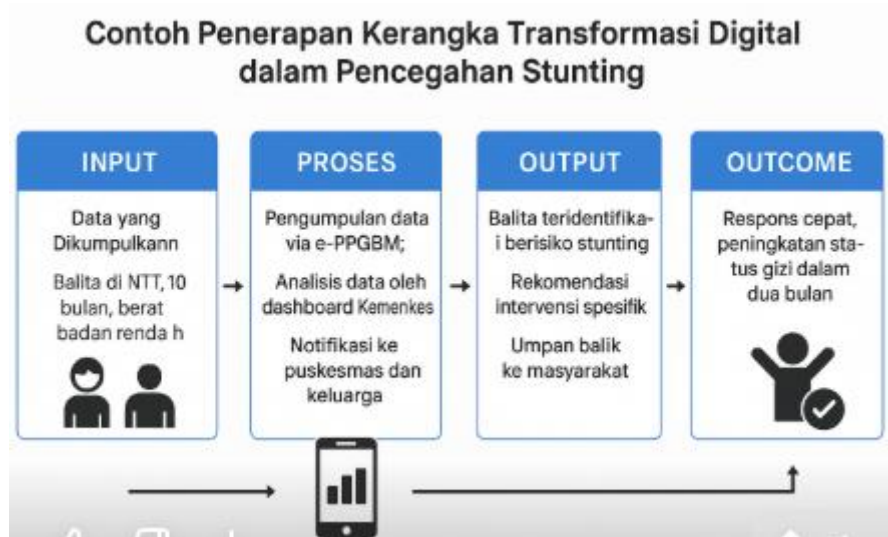 Contoh Penerapan Kerangka Transformasi Digital
dalam Pencegahan Stunting
INPUT
Data yang
Dikumpulkann
Balita di NTT, 10
bulan, berat
badan renda h
PROSES
Pengumpulan data
via e-PPGBM;
Analisis data oleh
dashboard Kemenkes
Notifikasi ke
puskesmas dan
keluarga
OUTPUT
Balita teridentifika-
i berisiko stunting
Rekomendasi
intervensi spesifik
Umpan balik
ke masyarakat
OUTCOME
Respons cepat,
peningkatan sta-
tus gizi dalam
dua bulan